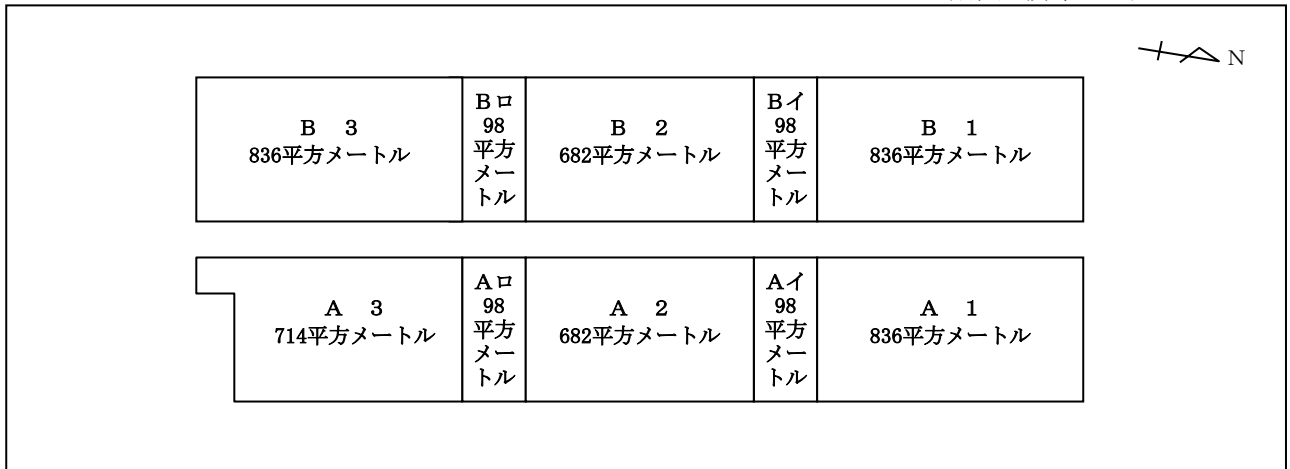 N
B 3
836平方メートル
Bロ
98
平方
メー
トル
B 2
682平方メートル
Bイ
98
平方
メー
トル
B 1
836平方メートル
A 3
714平方メートル
Aロ
98
平方
メー
トル
A 2
682平方メートル
Aイ
98
平方
メー
トル
A 1
836平方メートル